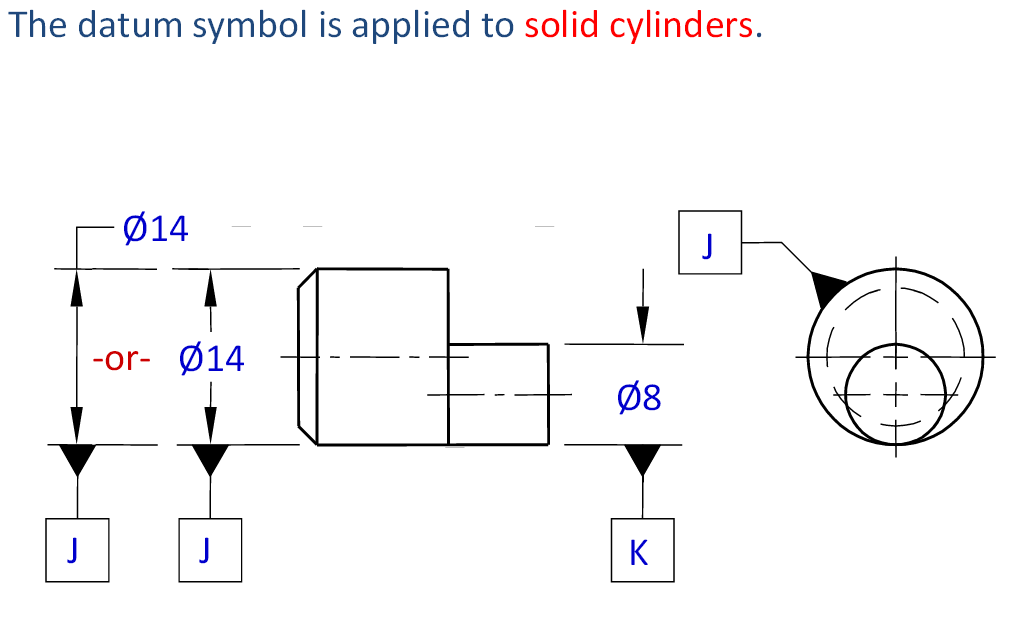 The datum symbol is applied to solid cylinders.
Ø14
J
-or- Ø14
Ø8
J
J
K